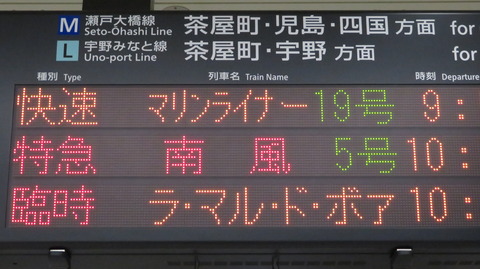 M 瀬戸大橋線 茶屋町・児島・四国 方面 for
Seto-Ohashi Line
L 宇野みなと線 茶屋町・宇野 方面 for
Uno-port Line
種別 Type 列車名 Train Name 時刻 Departure
快速 マリンライナー19号 9:
特急 南風 5号 10:
臨時 ラ・マル・ド・ボァ 10: